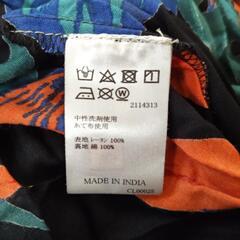 2114313
中性洗剤使用
あて布使用
表地 レーヨン 100%
裏地 綿 100%
MADE IN INDIA
CL00025